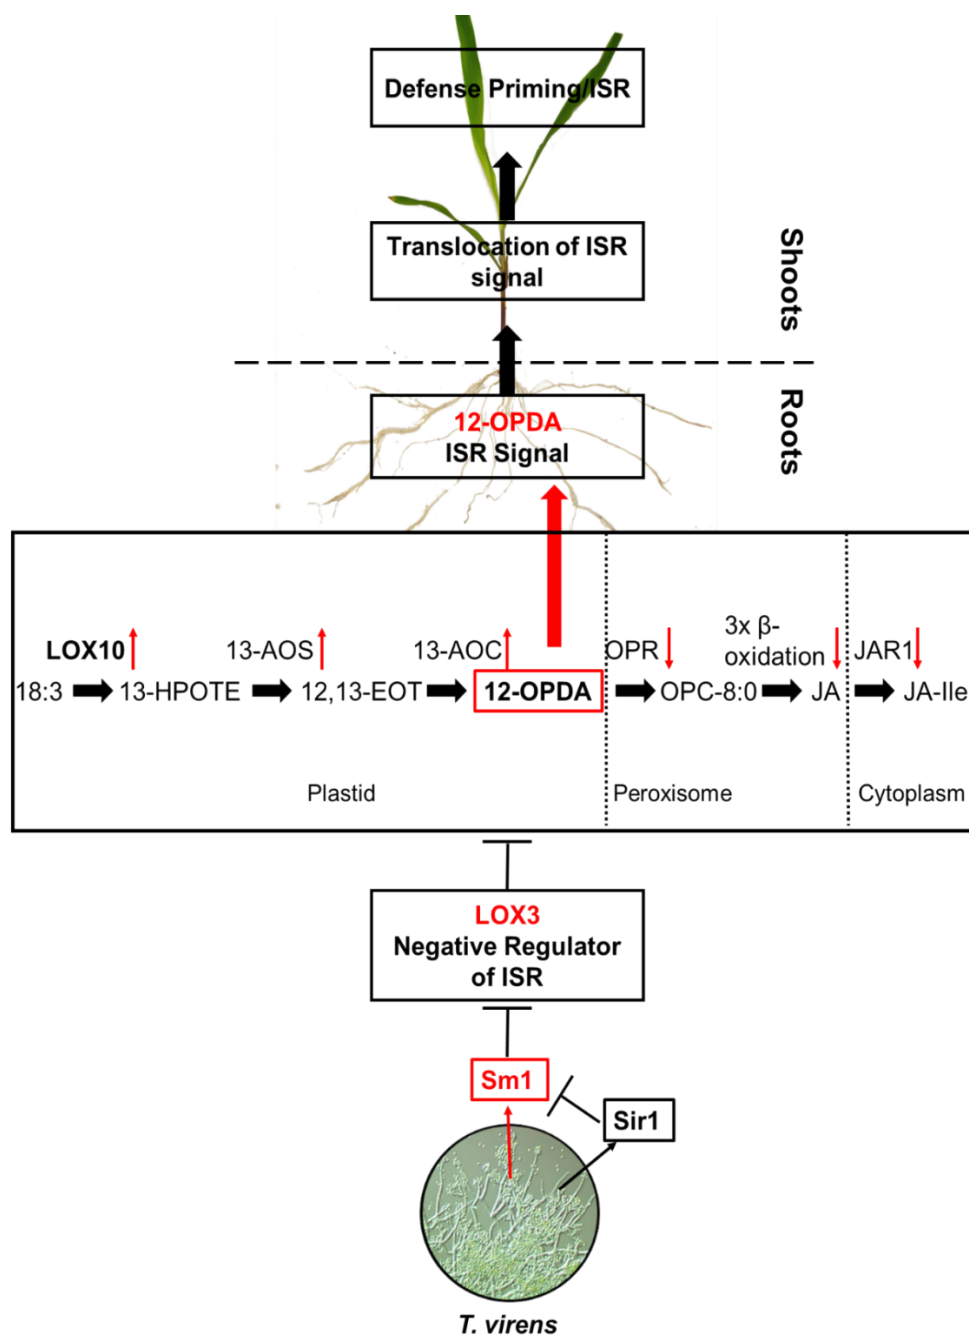 Defense Priming/ISR
Translocation of ISR
signal
Shoots
Roots
12-OPDA
ISR Signal
LOX10
13-AOS
13-AOC
OPR
3x β-
oxidation
JAR1
18:3
13-HPOTE
12,13-EOT
12-OPDA
OPC-8:0
JA
JA-Ile
Plastid
Peroxisome
Cytoplasm
LOX3
Negative Regulator
of ISR
Sm1
Sir1
T. virens